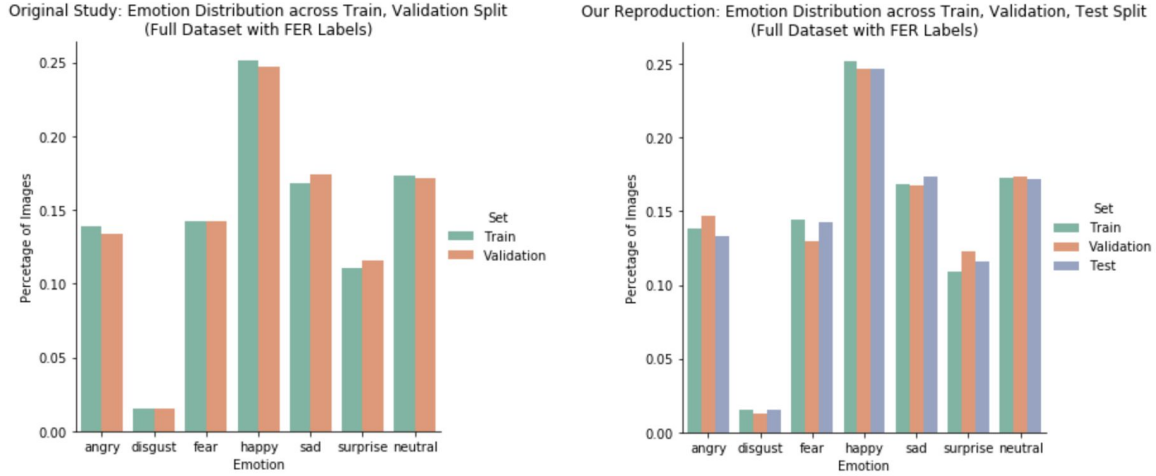 Original Study: Emotion Distribution across Train, Validation Split
(Full Dataset with FER Labels)
Percetage of Images
0.25
0.20
0.15
0.10
0.05
0.00
angry disgust fear happy sad surprise neutral
Emotion
Set
Train
Validation
Our Reproduction: Emotion Distribution across Train, Validation, Test Split
(Full Dataset with FER Labels)
Percetage of Images
0.25
0.20
0.15
0.10
0.05
0.00
angry disgust fear happy sad surprise neutral
Emotion
Set
Train
Validation
Test